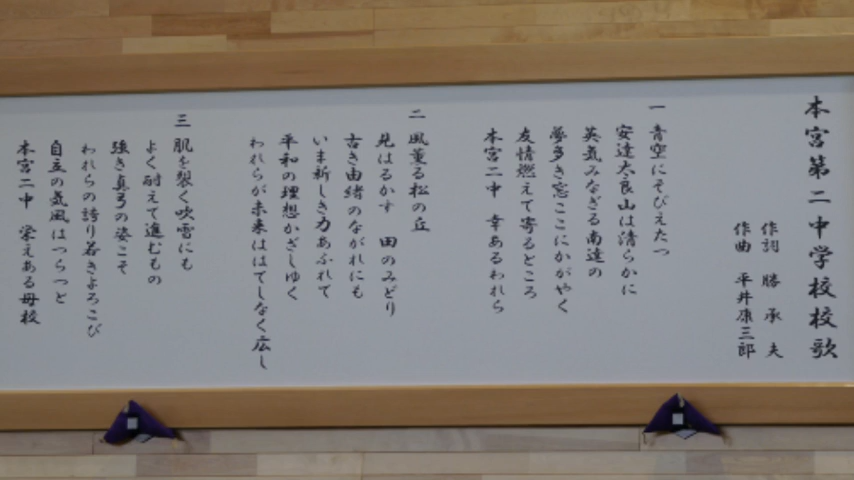 本宮第二中学校校歌
作詞 勝 承夫
作曲 平井康三郎
一 青空にそびえたつ
安達太良山は清らかに
英気みなぎる南達の
夢多き窓ここにかがやく
友情燃えて寄るところ
本宮二中 幸あるわれら
二 風薫る松の丘
見はるかす 田のみどり
古き由緒のながれにも
いま新しき力あふれて
平和の理想かざしゆく
われらが未来ははてしなく広し
三 肌を裂く吹雪にも
よく耐えて進むもの
強き真弓の姿こそ
われらの誇り若きよろこび
自立の気風はつらつと
本宮二中 栄えある母校